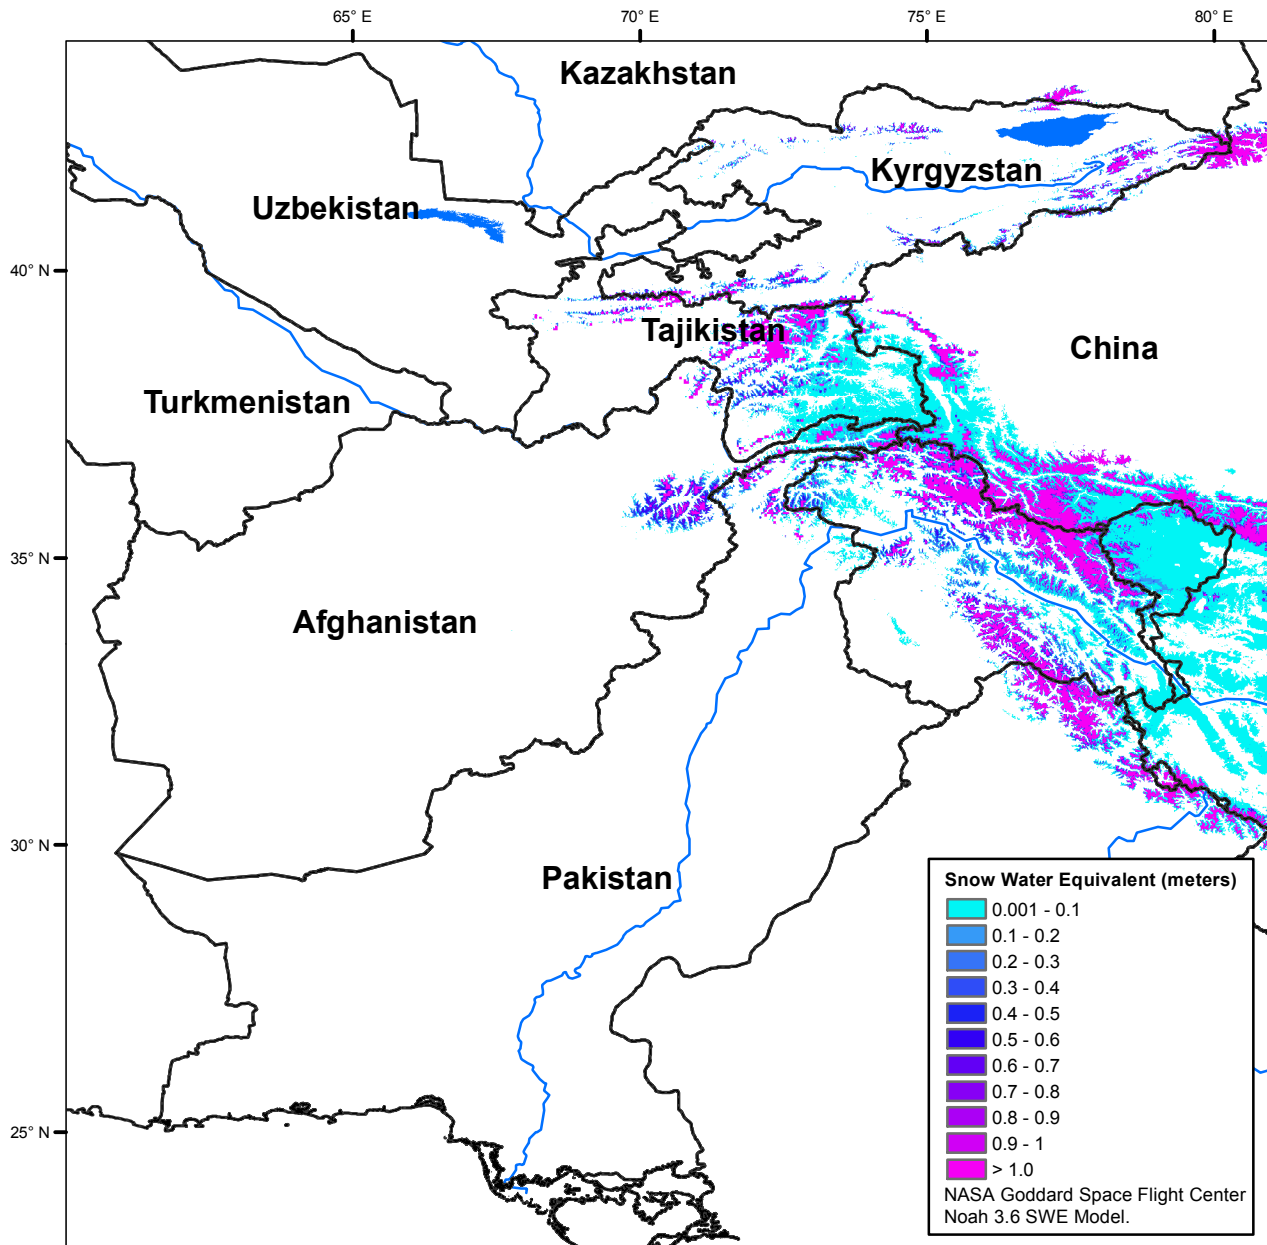 65° E
70° E
75° E
80° E
Kazakhstan
Kyrgyzstan
Uzbekistan
40° N
Tajikistan
China
Turkmenistan
35° N
Afghanistan
30° N
Pakistan
Snow Water Equivalent (meters)
0.001 - 0.1
0.1 - 0.2
0.2 - 0.3
0.3 - 0.4
0.4 - 0.5
0.5 - 0.6
0.6 - 0.7
0.7 - 0.8
0.8 - 0.9
0.9 - 1
> 1.0
NASA Goddard Space Flight Center
Noah 3.6 SWE Model.
25° N